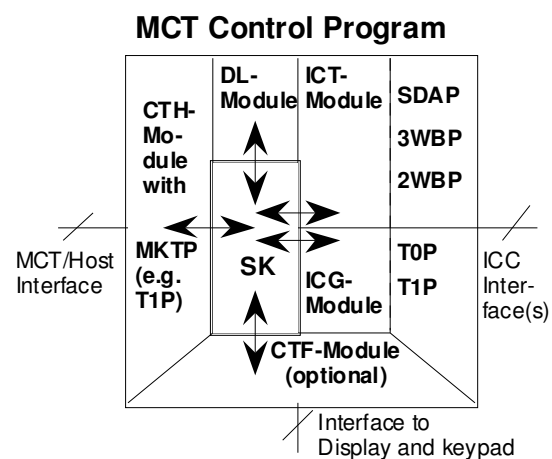 MCT Control Program
DL-
Module
ICT-
Module
CTH-
Mo-
dule
with
SDAP
3WBP
2WBP
MCT/Host
Interface
MKTP
(e.g.
T1P)
SK
ICG-
Module
T0P
T1P
ICC
Inter-
face(s)
CTF-Module
(optional)
Interface to
Display and keypad